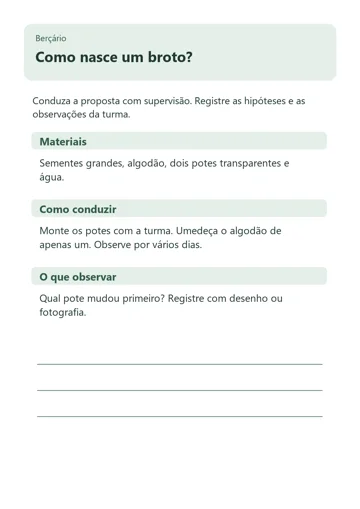 Berçário
Como nasce um broto?
Conduza a proposta com supervisão. Registre as hipóteses e as
observações da turma.
Materiais
Sementes grandes, algodão, dois potes transparentes e
água.
Como conduzir
Monte os potes com a turma. Umedeça o algodão de
apenas um. Observe por vários dias.
O que observar
Qual pote mudou primeiro? Registre com desenho ou
fotografia.